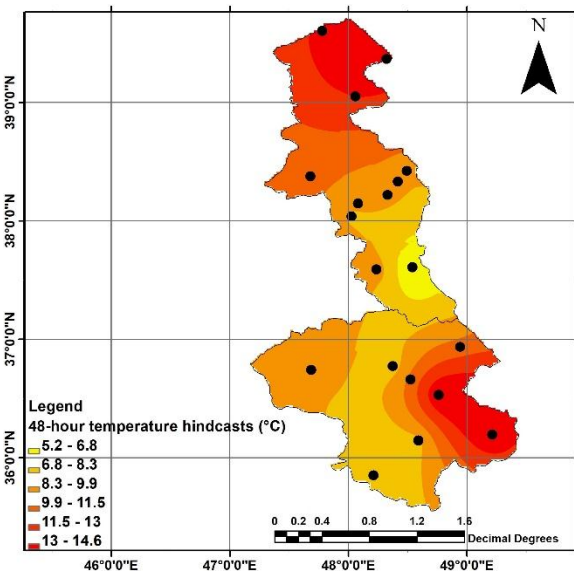 N
39°0'0"N
38°0'0"N
37°0'0"N
36°0'0"N
Legend
48-hour temperature hindcasts (°C)
5.2 - 6.8
6.8 - 8.3
8.3 - 9.9
9.9 - 11.5
11.5 - 13
13 - 14.6
0 0.2 0.4 0.8 1.2 1.6
Decimal Degrees
46°0'0"E 47°0'0"E 48°0'0"E 49°0'0"E